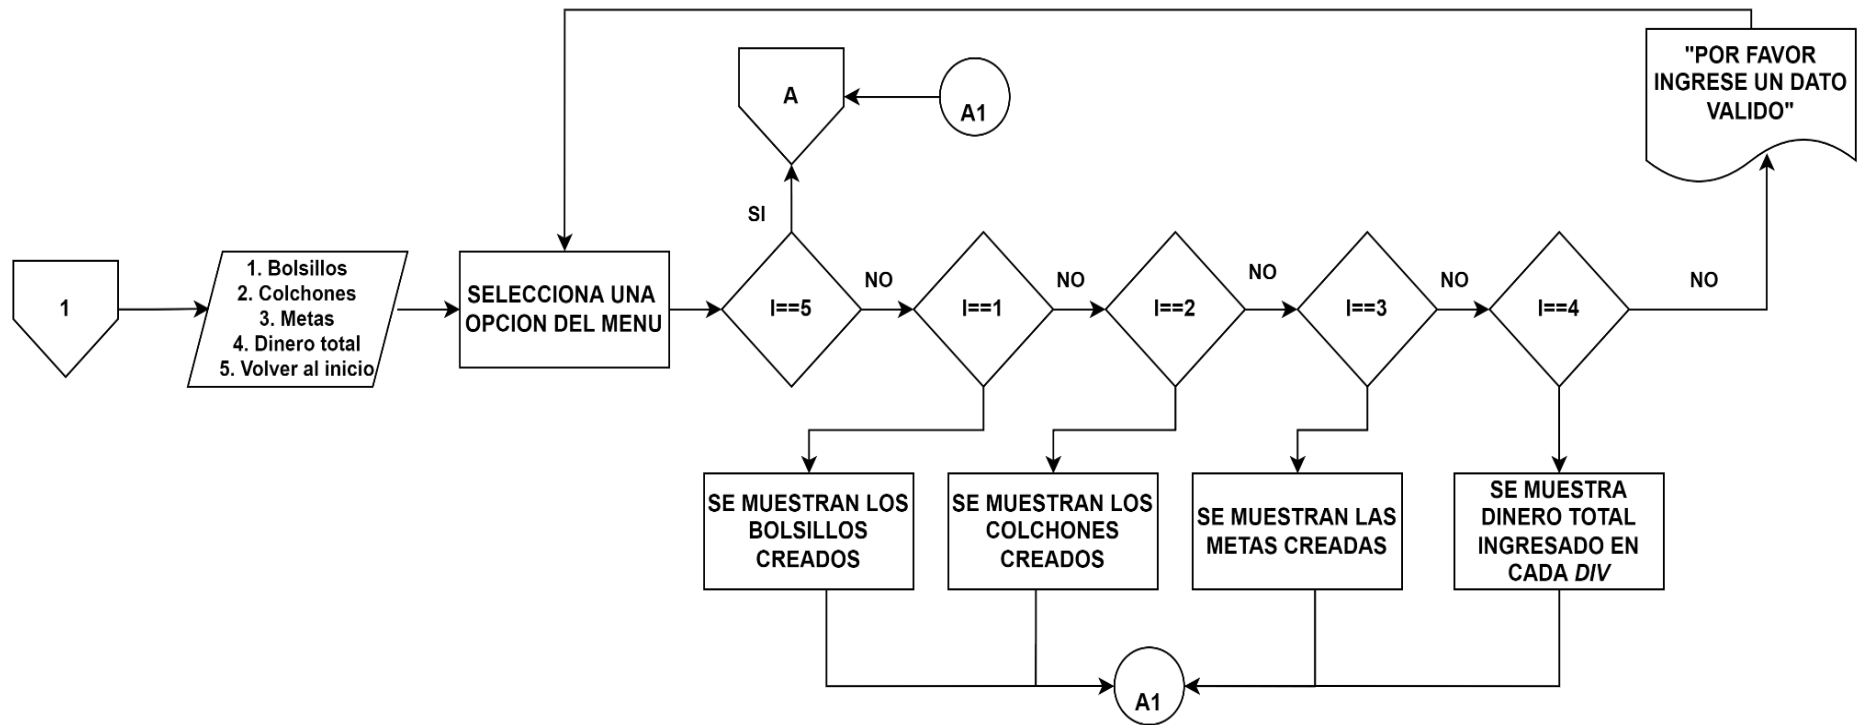 "POR FAVOR
INGRESE UN DATO
VALIDO"
A
A1
SI
1
1. Bolsillos
2. Colchones
3. Metas
4. Dinero total
5. Volver al inicio
SELECCIONA UNA
OPCION DEL MENU
I==5
NO
I==1
NO
I==2
NO
I==3
NO
I==4
NO
SE MUESTRAN LOS
BOLSILLOS
CREADOS
SE MUESTRAN LOS
COLCHONES
CREADOS
SE MUESTRAN LAS
METAS CREADAS
SE MUESTRA
DINERO TOTAL
INGRESADO EN
CADA DIV
A1